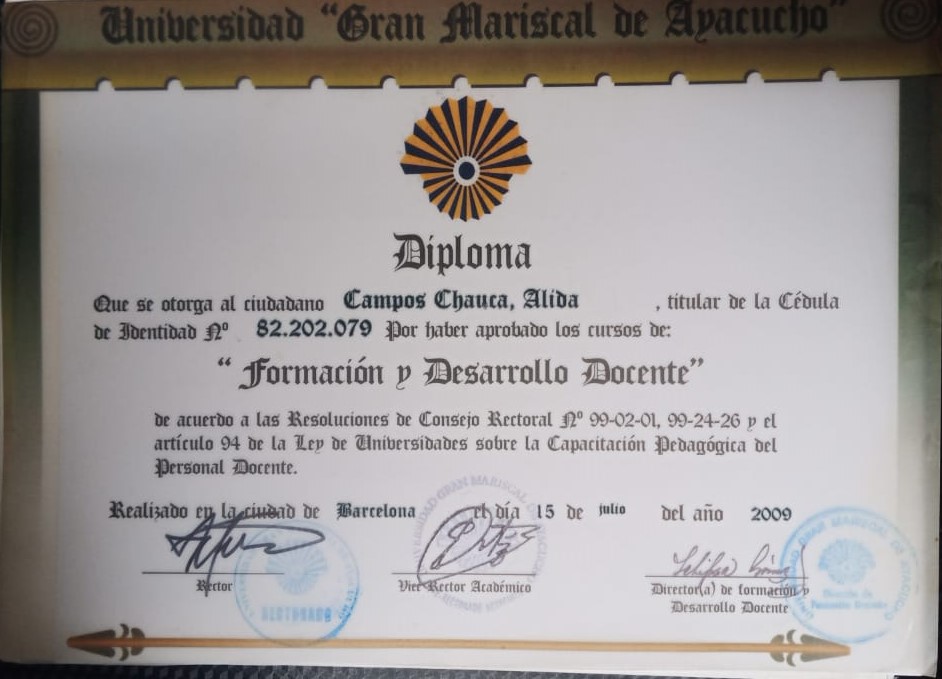 Universidad "Gran Mariscal de Ayacucho"
Diploma
Que se otorga al ciudadano Campos Chauca, Alida , titular de la Cédula
de Identidad Nº 82.202.079 Por haber aprobado los cursos de:
" Formación y Desarrollo Docente"
de acuerdo a las Resoluciones de Consejo Rectoral Nº 99-02-01, 99-24-26 y el
artículo 94 de la Ley de Universidades sobre la Capacitación Pedagógica del
Personal Docente.
Realizado en la ciudad de Barcelona el día 15 de julio del año 2009
Rector
Vice Rector Académico
Director(a) de formación y
Desarrollo Docente
RECTORADO